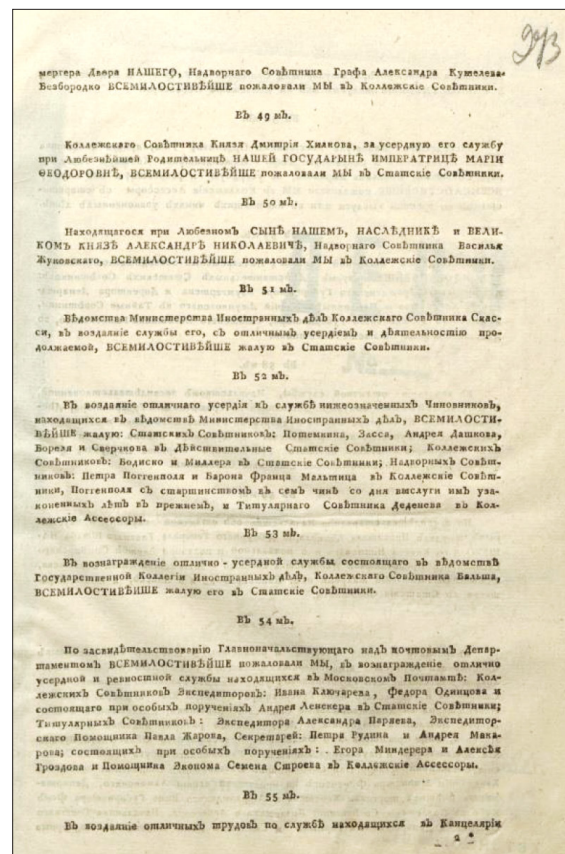 393
мергера Двора НАШЕГО, Надворнаго Совѣтника Графа Александра Кушелева-
Безбородко ВСЕМИЛОСТИВѢЙШЕ пожаловали МЫ въ Коллежскіе Совѣтники.
Въ 49 мъ.
Коллежскаго Совѣтника Князя Дмитрія Хилкова, за усердную его службу
при Любезнѣйшей Родительницѣ НАШЕЙ ГОСУДАРЫНѢ ИМПЕРАТРИЦѢ МАРІИ
ѲЕОДОРОВНѢ, ВСЕМИЛОСТИВѢЙШЕ пожаловали МЫ въ Статскіе Совѣтники.
Въ 50 мъ.
Находящагося при Любезномъ СЫНѢ НАШЕМЪ, НАСЛѢДНИКѢ и ВЕЛИ-
КОМЪ КНЯЗѢ АЛЕКСАНДРѢ НИКОЛАЕВИЧѢ, Надворнаго Совѣтника Василья
Жуковскаго, ВСЕМИЛОСТИВѢЙШЕ пожаловали МЫ въ Коллежскіе Совѣтники.
Въ 51 мъ.
Вѣдомства Министерства Иностранныхъ дѣлъ Коллежскаго Совѣтника Скас-
си, въ воздаяніе службы его, съ отличнымъ усердіемъ и дѣятельностію про-
должаемой, ВСЕМИЛОСТИВѢЙШЕ жалую въ Статскіе Совѣтники.
Въ 52 мъ.
Въ воздаяніе отличнаго усердія къ службѣ нижеозначенныхъ Чиновниковъ,
находящихся въ вѣдомствѣ Министерства Иностранныхъ дѣлъ, ВСЕМИЛОСТИ-
ВѢЙШЕ жалую: Статскихъ Совѣтниковъ: Потемкина, Засса, Андрея Дашкова,
Бореля и Сверчкова въ Дѣйствительные Статскіе Совѣтники; Коллежскихъ
Совѣтниковъ: Бодиско и Миллера въ Статскіе Совѣтники; Надворныхъ Совѣт-
никовъ: Петра Поггенполя и Барона Франца Мальтица въ Коллежскіе Совѣт-
ники, Поггенполя съ старшинствомъ въ семъ чинѣ со дня выслуги имъ уза-
коненныхъ лѣтъ въ прежнемъ, и Титулярнаго Совѣтника Деденева въ Кол-
лежскіе Ассессоры.
Въ 53 мъ.
Въ вознагражденіе отлично-усердной службы состоящаго въ вѣдомствѣ
Государственной Коллегіи Иностранныхъ дѣлъ, Коллежскаго Совѣтника Бальша,
ВСЕМИЛОСТИВѢЙШЕ жалую его въ Статскіе Совѣтники.
Въ 54 мъ.
По засвидѣтельствованію Главноначальствующаго надъ почтовымъ Депар-
таментомъ ВСЕМИЛОСТИВѢЙШЕ пожаловали МЫ, въ вознагражденіе отлично
усердной и ревностной службы находящихся въ Московскомъ Почтамтѣ: Кол-
лежскихъ Совѣтниковъ Экспедиторовъ: Ивана Ключарева, Федора Одинцова и
состоящаго при особыхъ порученіяхъ Андрея Ленкера въ Статскіе Совѣтники;
Титулярныхъ Совѣтниковъ: Экспедитора Александра Паряева, Экспедитор-
скаго Помощника Павла Жарова, Секретарей: Петра Рудина и Андрея Мака-
рова; состоящихъ при особыхъ порученіяхъ: Егора Миндерера и Алексѣя
Гроздова и Помощника Эконома Семена Строева въ Коллежскіе Ассессоры.
Въ 55 мъ.
Въ воздаяніе отличныхъ трудовъ по службѣ находящихся въ Канцеляріи
2 *